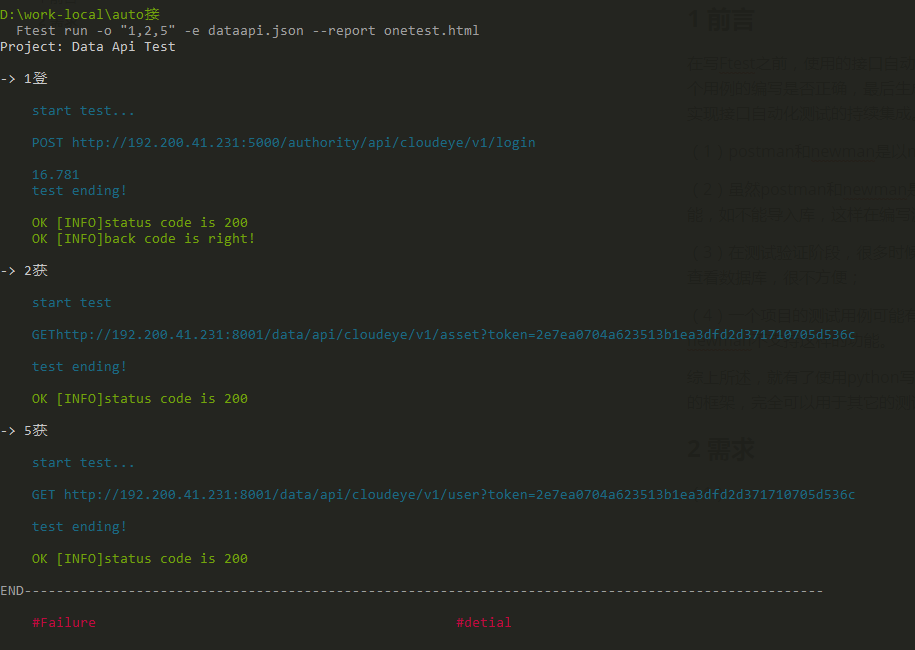 D:\work-local\auto接
Ftest run -o "1,2,5" -e dataapi.json --report onetest.html
Project: Data Api Test
-> 1登
start test...
POST http://192.200.41.231:5000/authority/api/cloudeye/v1/login
16.781
test ending!
OK [INFO]status code is 200
OK [INFO]back code is right!
-> 2获
start test
GEThttp://192.200.41.231:8001/data/api/cloudeye/v1/asset?token=2e7ea0704a623513b1ea3dfd2d371710705d536c
test ending!
OK [INFO]status code is 200
-> 5获
start test...
GET http://192.200.41.231:8001/data/api/cloudeye/v1/user?token=2e7ea0704a623513b1ea3dfd2d371710705d536c
test ending!
OK [INFO]status code is 200
END----------------------------------------------------------------------------------------------------
#Failure #detial
1 前言
2 需求